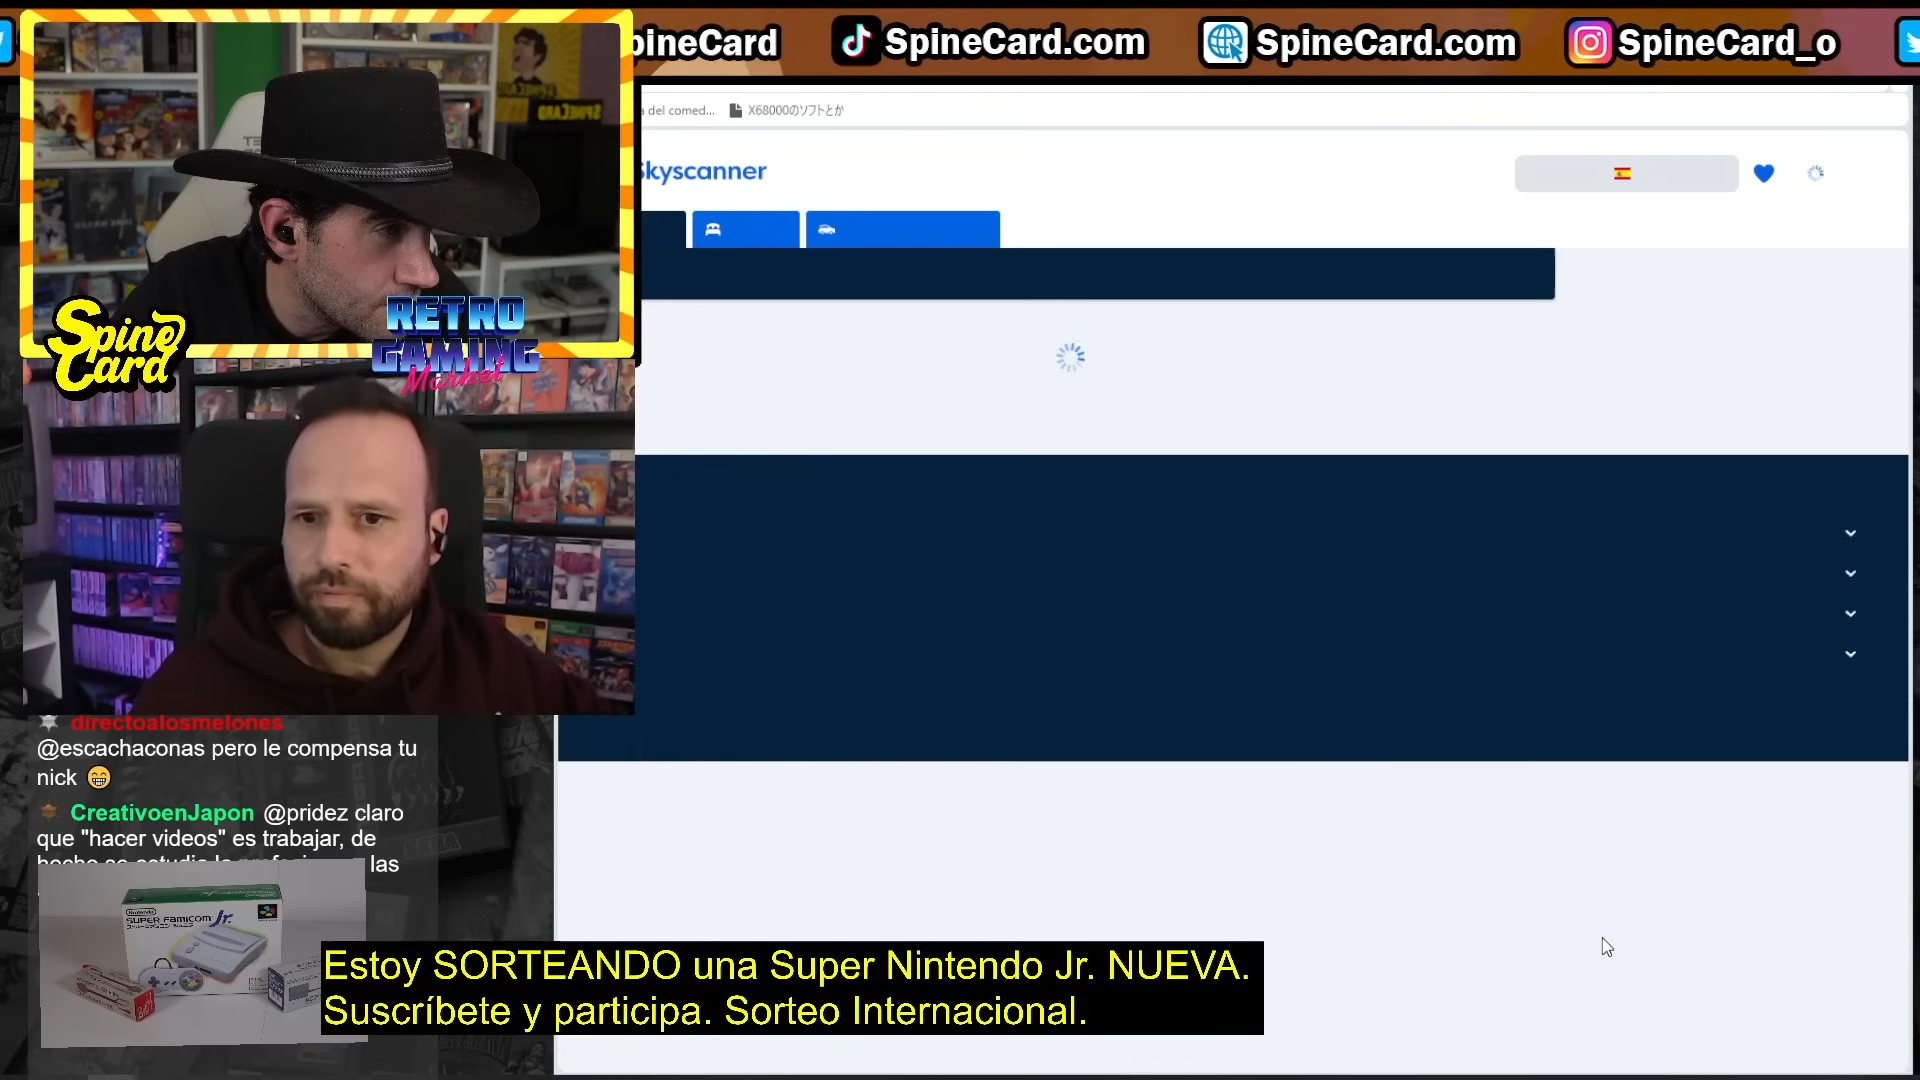 pineCard
SpineCard.com
SpineCard.com
SpineCard_o
a del comed...
X68000のソフトとか
Skyscanner
Spine
Card
RETRO
GAMING
Market
directoalosmelones
@escachaconas pero le compensa tu
nick 😁
CreativoenJapon @pridez claro
que "hacer videos" es trabajar, de
las
Nintendo
SUPER FAMICOM Jr.
Estoy SORTEANDO una Super Nintendo Jr. NUEVA.
Suscríbete y participa. Sorteo Internacional.